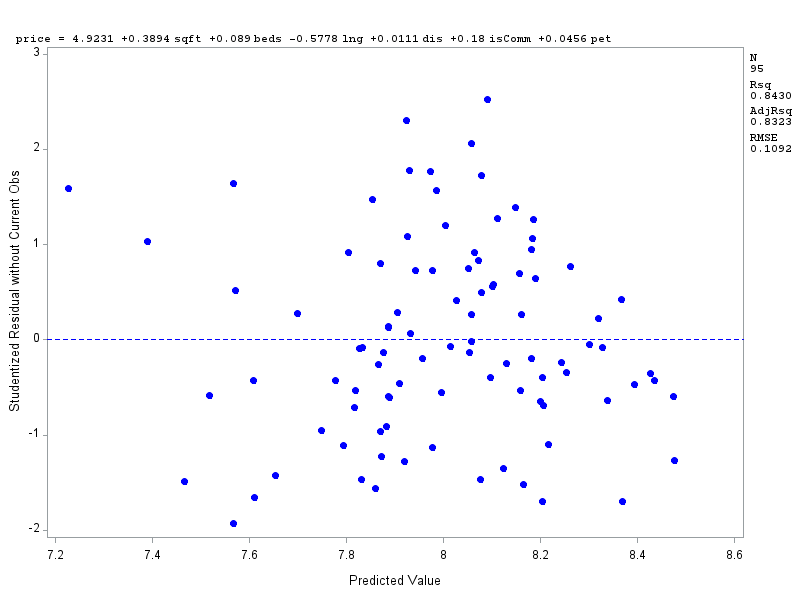 price = 4.9231 +0.3894 sqft +0.089 beds -0.5778 lng +0.0111 dis +0.18 isComm +0.0456 pet
N
95
Rsq
0.8430
AdjRsq
0.8323
RMSE
0.1092
Studentized Residual without Current Obs
3
2
1
0
-1
-2
7.2 7.4 7.6 7.8 8 8.2 8.4 8.6
Predicted Value